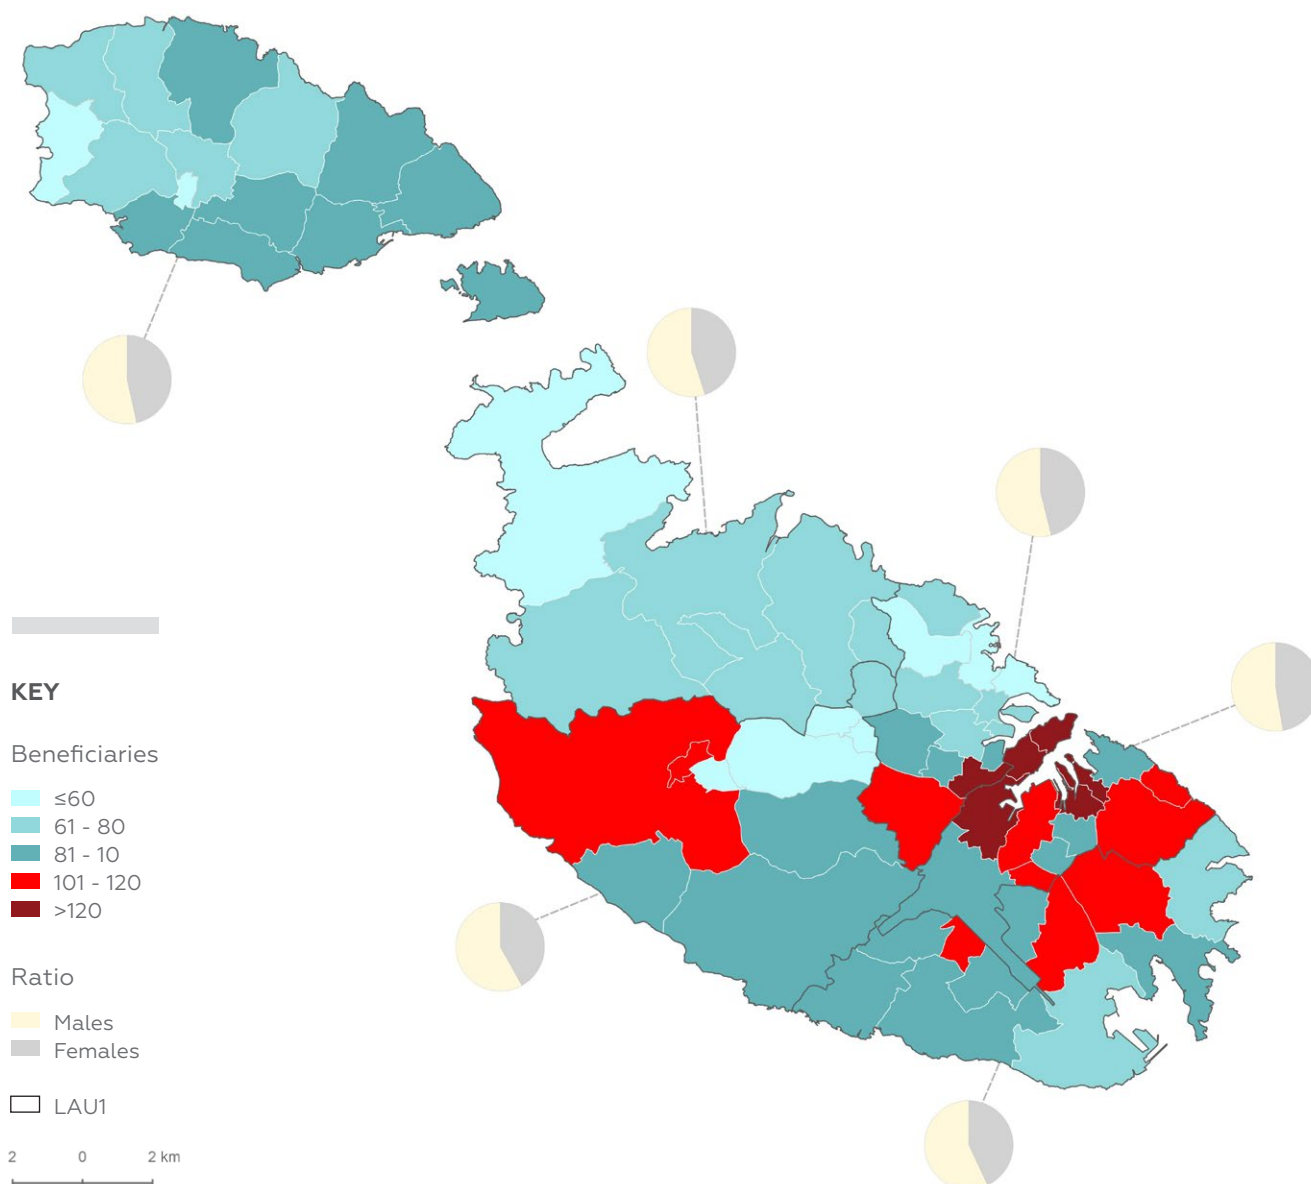 KEY
Beneficiaries
≤60
61 - 80
81 - 10
101 - 120
>120
Ratio
Males
Females
LAU1
2 0 2 km